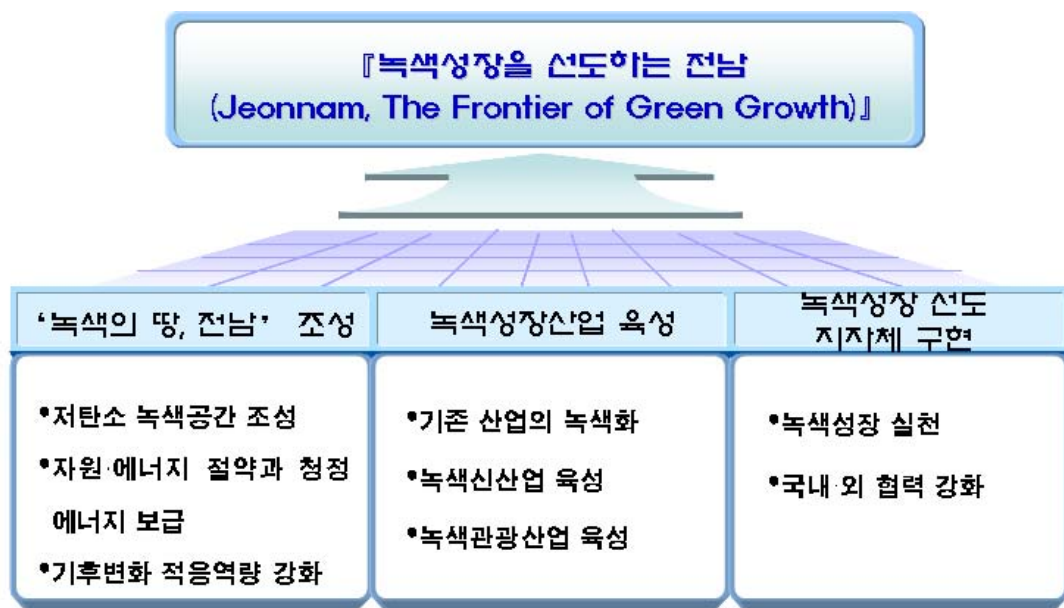 『녹색성장을 선도하는 전남
(Jeonnam, The Frontier of Green Growth)』
‘녹색의 땅, 전남’ 조성
•저탄소 녹색공간 조성
•자원·에너지 절약과 청정
에너지 보급
•기후변화 적응역량 강화
녹색성장산업 육성
•기존 산업의 녹색화
•녹색신산업 육성
•녹색관광산업 육성
녹색성장 선도
지자체 구현
•녹색성장 실천
•국내·외 협력 강화